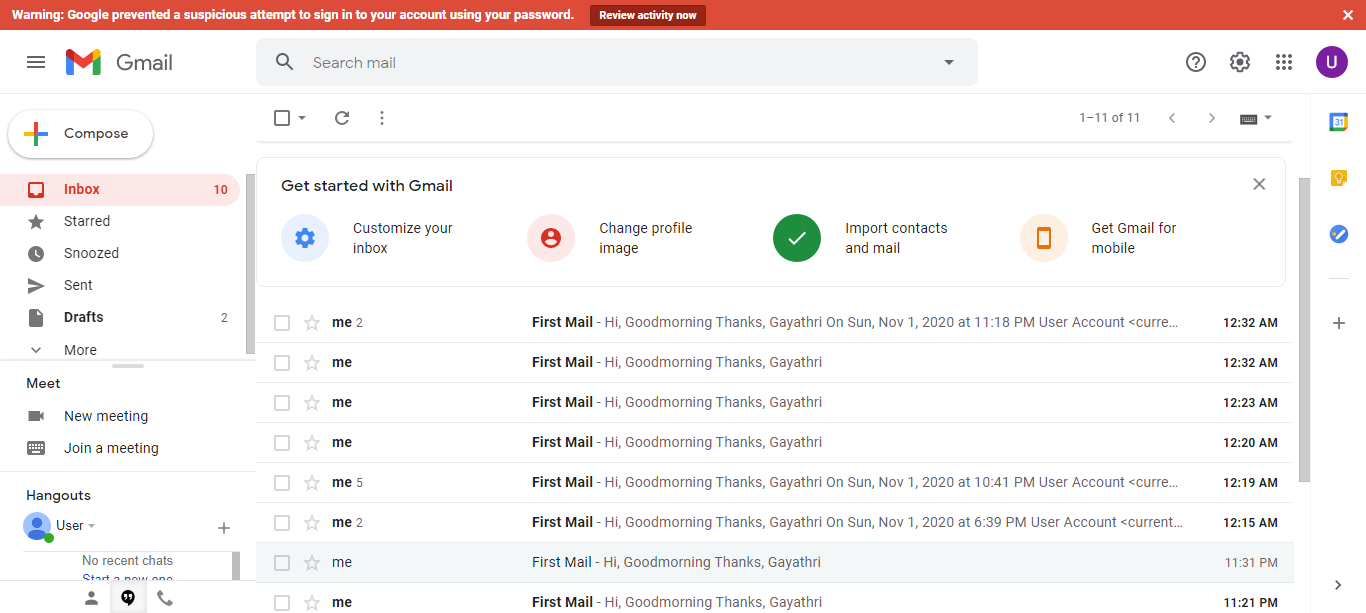 Warning: Google prevented a suspicious attempt to sign in to your account using your password. Review activity now
Gmail
Search mail
U
Compose
1–11 of 11
31
Inbox 10
Starred
Snoozed
Sent
Drafts 2
More
Meet
New meeting
Join a meeting
Hangouts
User
No recent chats
Start a new one
Get started with Gmail
Customize your
inbox
Change profile
image
Import contacts
and mail
Get Gmail for
mobile
me 2 First Mail - Hi, Goodmorning Thanks, Gayathri On Sun, Nov 1, 2020 at 11:18 PM User Account <curre… 12:32 AM
me First Mail - Hi, Goodmorning Thanks, Gayathri 12:32 AM
me First Mail - Hi, Goodmorning Thanks, Gayathri 12:23 AM
me First Mail - Hi, Goodmorning Thanks, Gayathri 12:20 AM
me 5 First Mail - Hi, Goodmorning Thanks, Gayathri On Sun, Nov 1, 2020 at 10:41 PM User Account <curre… 12:19 AM
me 2 First Mail - Hi, Goodmorning Thanks, Gayathri On Sun, Nov 1, 2020 at 6:39 PM User Account <current… 12:15 AM
me First Mail - Hi, Goodmorning Thanks, Gayathri 11:31 PM
me First Mail - Hi, Goodmorning Thanks, Gayathri 11:21 PM